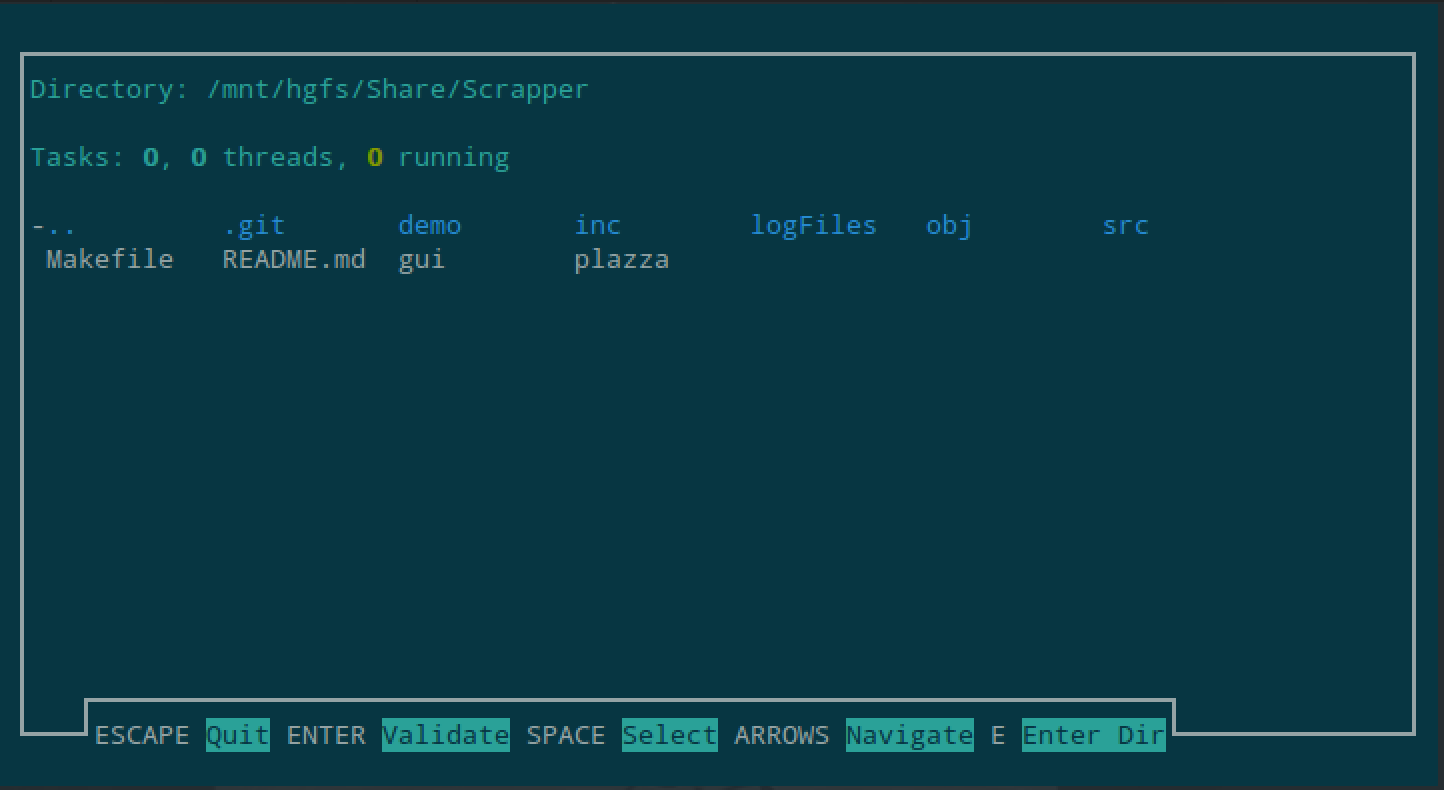 Directory: /mnt/hgfs/Share/Scrapper
Tasks: 0, 0 threads, 0 running
-.. .git demo inc logFiles obj src
Makefile README.md gui plazza
ESCAPE Quit ENTER Validate SPACE Select ARROWS Navigate E Enter Dir